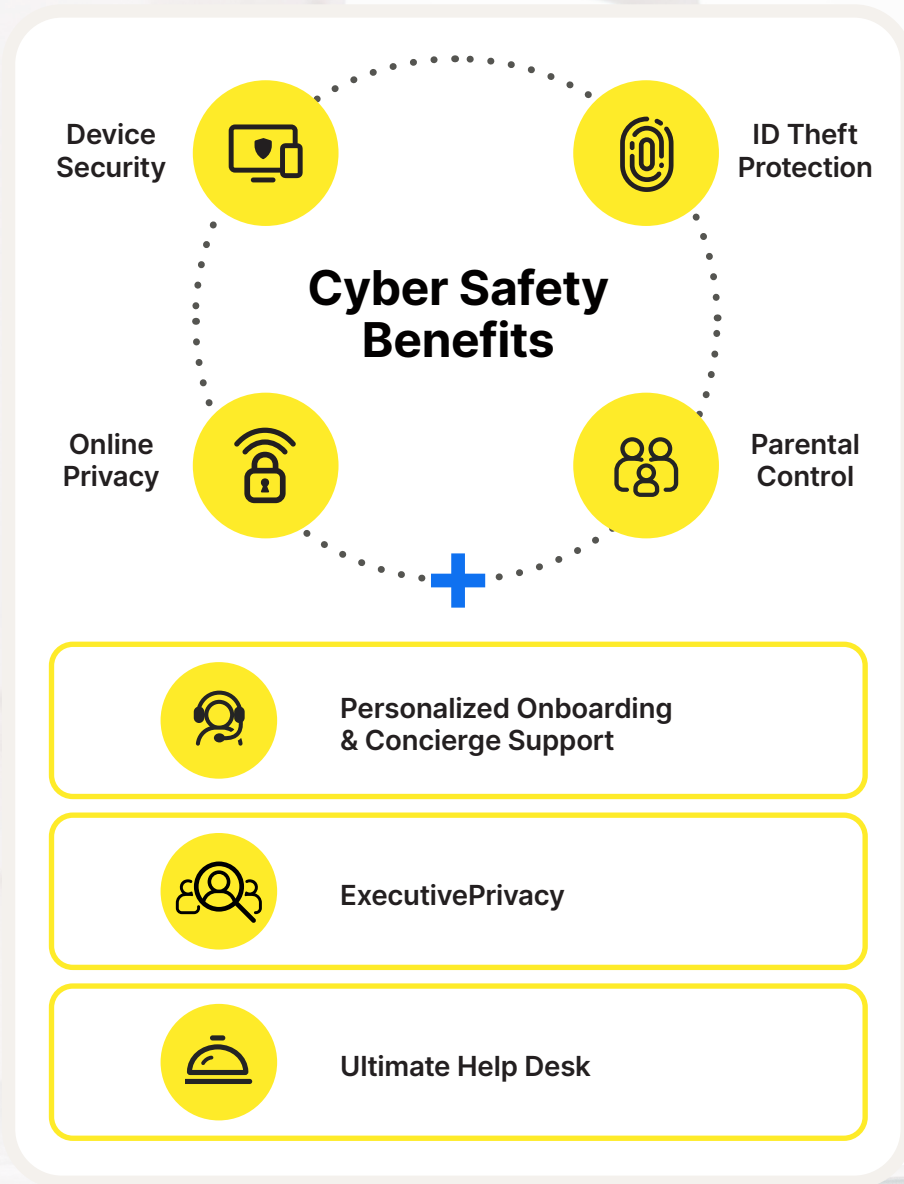 Device
Security
ID Theft
Protection
Cyber Safety
Benefits
Online
Privacy
Parental
Control
Personalized Onboarding
& Concierge Support
ExecutivePrivacy
Ultimate Help Desk